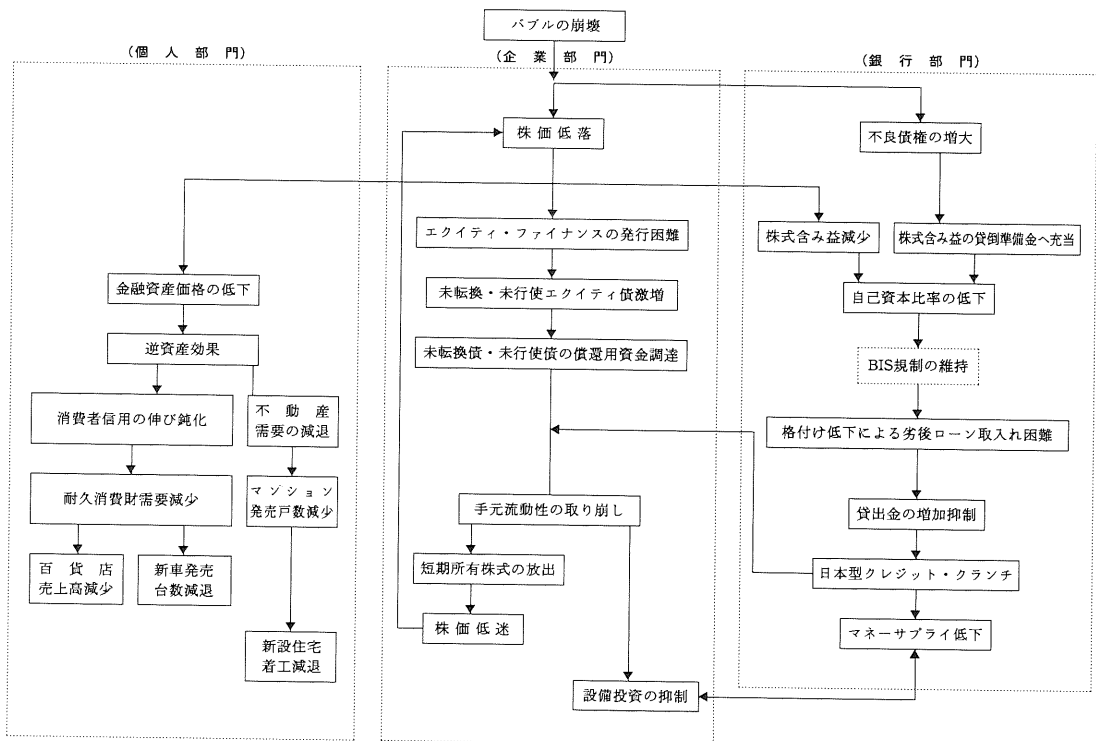 バブルの崩壊
(個人部門)
(企業部門)
(銀行部門)
株価低落
不良債権の増大
エクイティ・ファイナンスの発行困難
株式含み益減少
株式含み益の貸倒準備金へ充当
金融資産価格の低下
未転換・未行使エクイティ債激増
自己資本比率の低下
逆資産効果
未転換債・未行使債の償還用資金調達
BIS規制の維持
消費者信用の伸び鈍化
不動産
需要の減退
格付け低下による劣後ローン取入れ困難
耐久消費財需要減少
マンション
発売戸数減少
手元流動性の取り崩し
貸出金の増加抑制
百貨店
売上高減少
新車発売
台数減退
短期所有株式の放出
日本型クレジット・クランチ
株価低迷
マネーサプライ低下
新設住宅
着工減退
設備投資の抑制